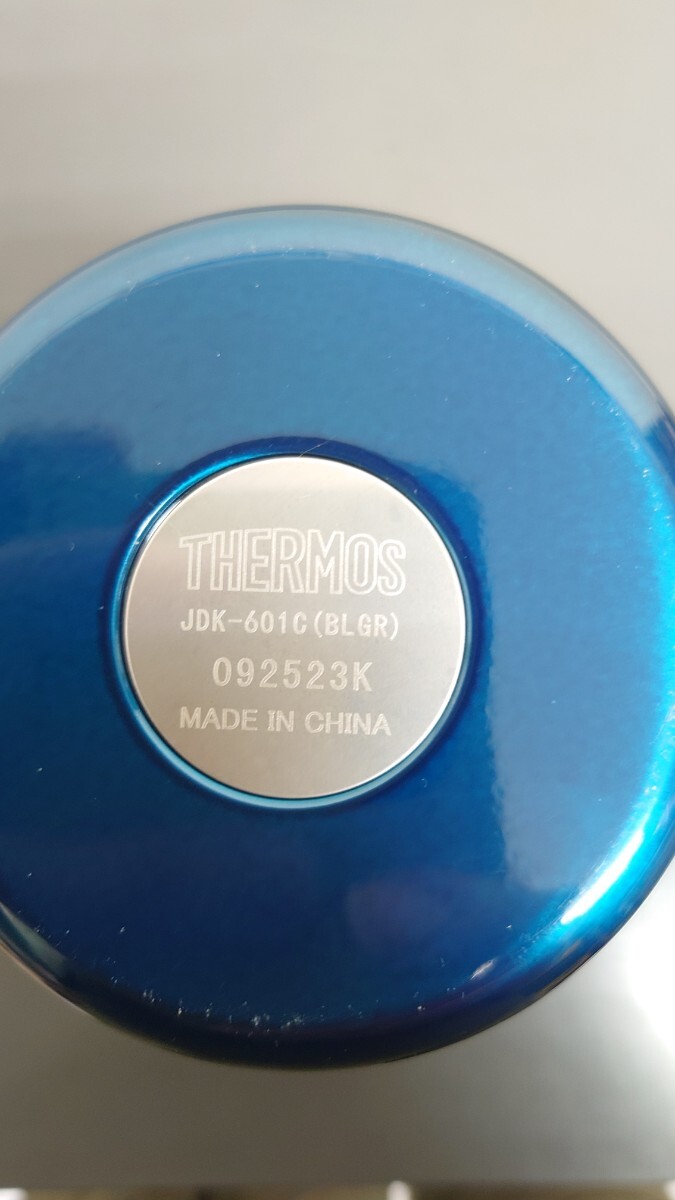 THERMOS
JDK-601C(BLGR)
092523K
MADE IN CHINA